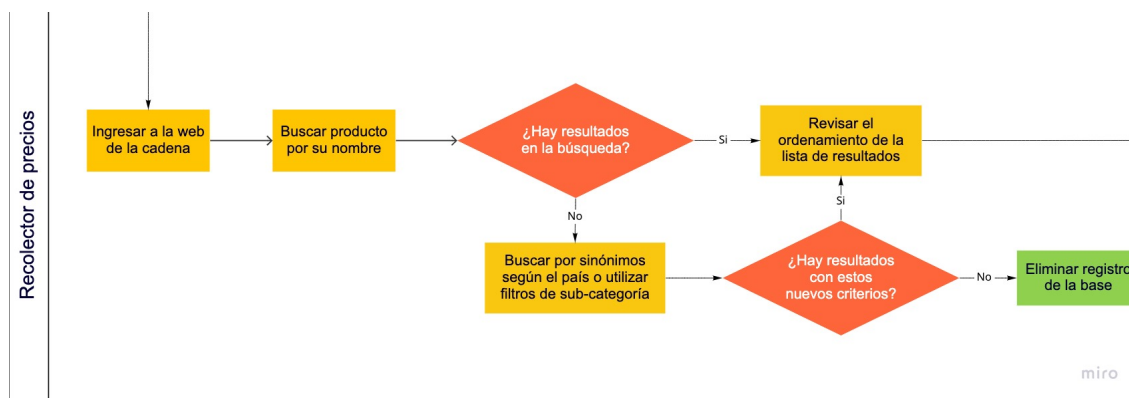 Recolector de precios
Ingresar a la web
de la cadena
Buscar producto
por su nombre
¿Hay resultados
en la búsqueda?
Si
Revisar el
ordenamiento de la
lista de resultados
No
Si
Buscar por sinónimos
según el país o utilizar
filtros de sub-categoría
¿Hay resultados
con estos
nuevos criterios?
No
Eliminar registro
de la base
miro